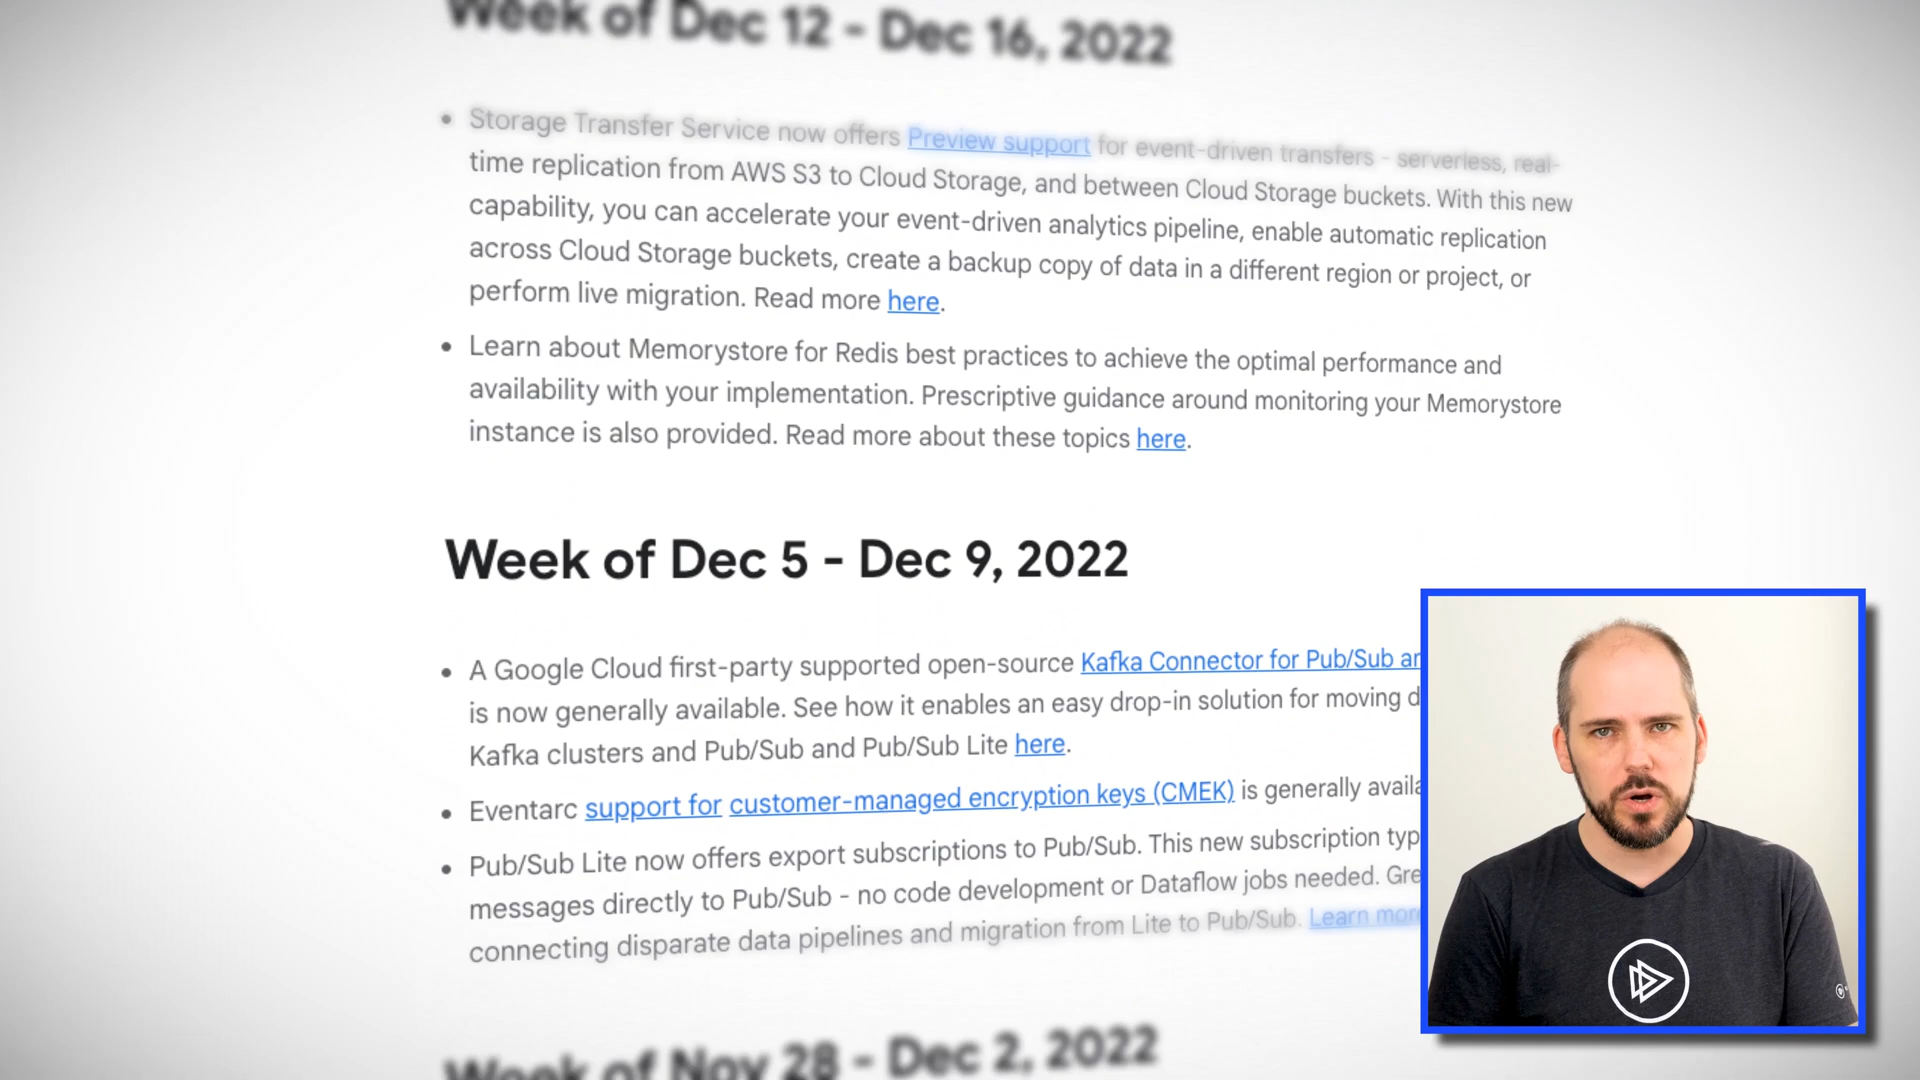 Week of Dec 12 - Dec 16, 2022
Storage Transfer Service now offers Preview support for event-driven transfers - serverless, real-
time replication from AWS S3 to Cloud Storage, and between Cloud Storage buckets. With this new
capability, you can accelerate your event-driven analytics pipeline, enable automatic replication
across Cloud Storage buckets, create a backup copy of data in a different region or project, or
perform live migration. Read more here.
Learn about Memorystore for Redis best practices to achieve the optimal performance and
availability with your implementation. Prescriptive guidance around monitoring your Memorystore
instance is also provided. Read more about these topics here.
Week of Dec 5 - Dec 9, 2022
A Google Cloud first-party supported open-source Kafka Connector for Pub/Sub
is now generally available. See how it enables an easy drop-in solution for moving
Kafka clusters and Pub/Sub and Pub/Sub Lite here.
Eventarc support for customer-managed encryption keys (CMEK) is generally
Pub/Sub Lite now offers export subscriptions to Pub/Sub. This new subscription
messages directly to Pub/Sub - no code development or Dataflow jobs needed.
connecting disparate data pipelines and migration from Lite to Pub/Sub. Learn
Week of Nov 28 - Dec 2, 2022